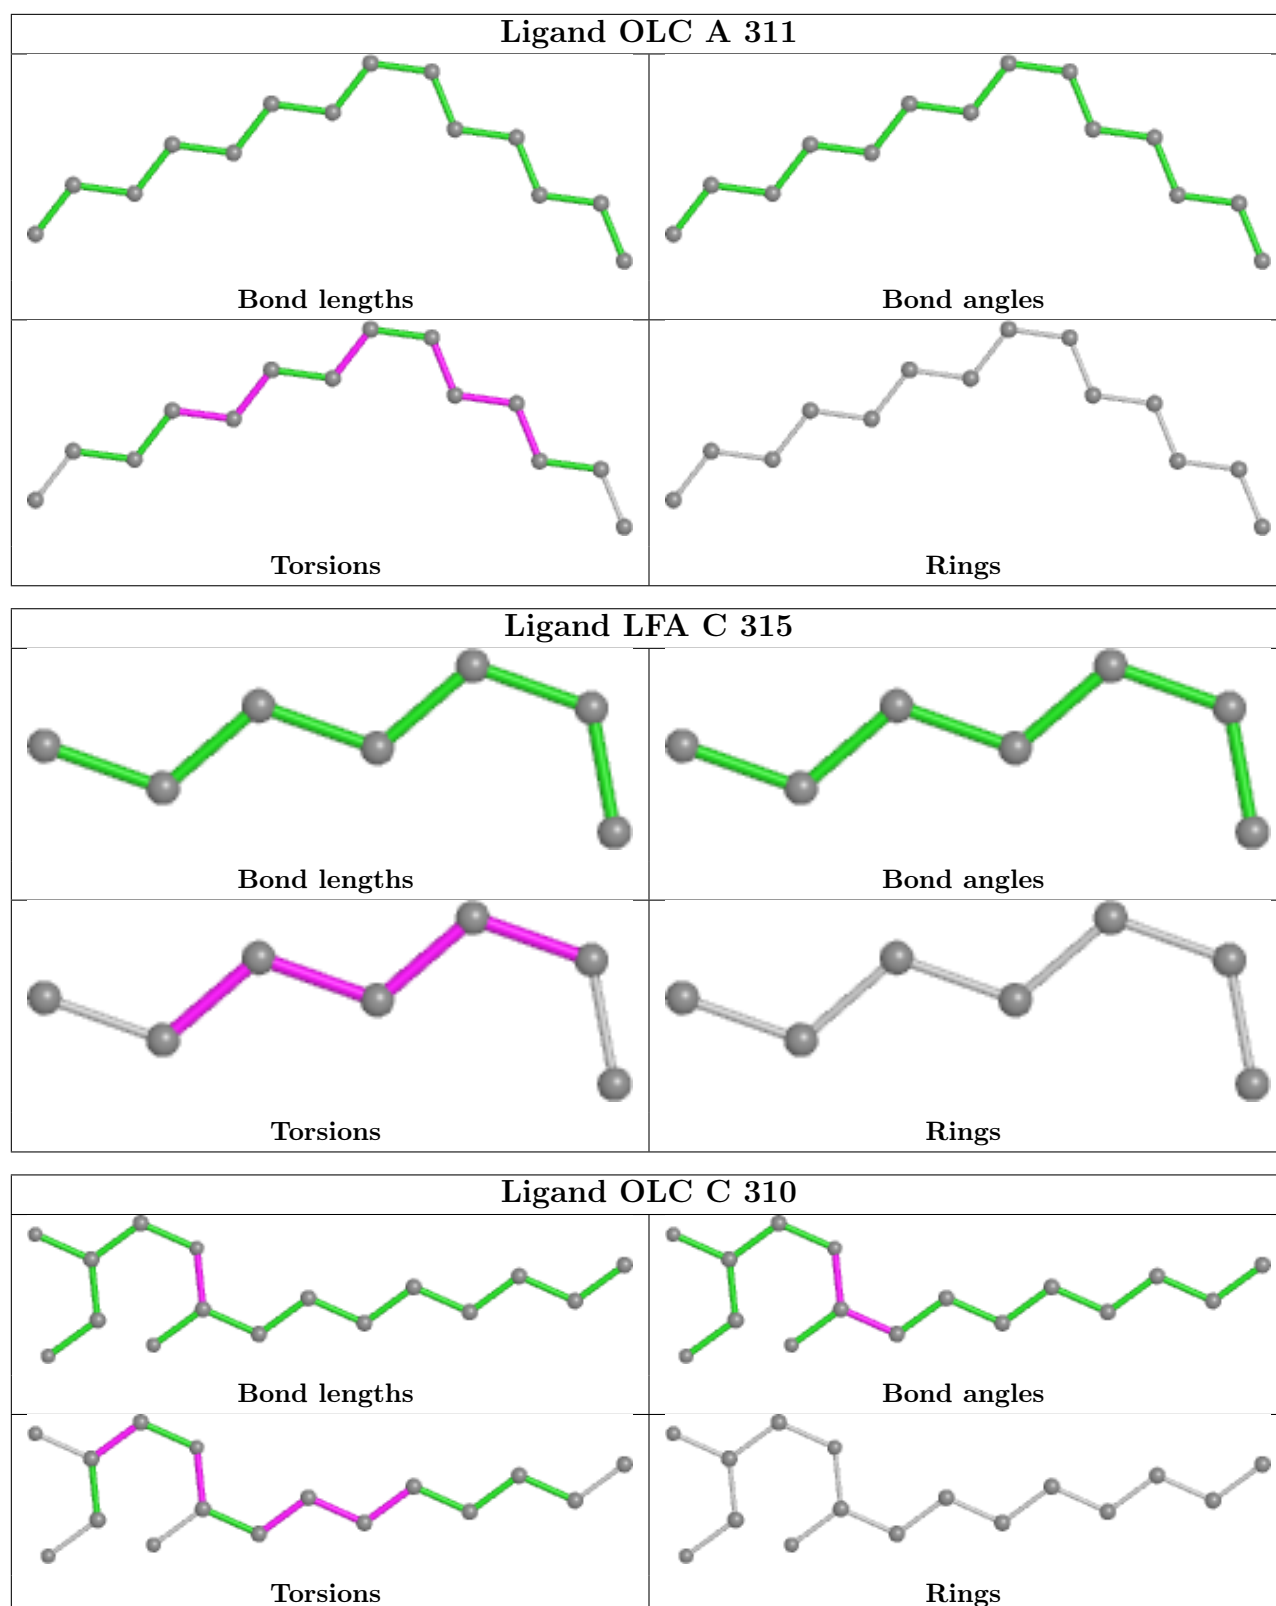 Ligand OLC A 311
Bond lengths
Bond angles
Torsions
Rings
Ligand LFA C 315
Bond lengths
Bond angles
Torsions
Rings
Ligand OLC C 310
Bond lengths
Bond angles
Torsions
Rings